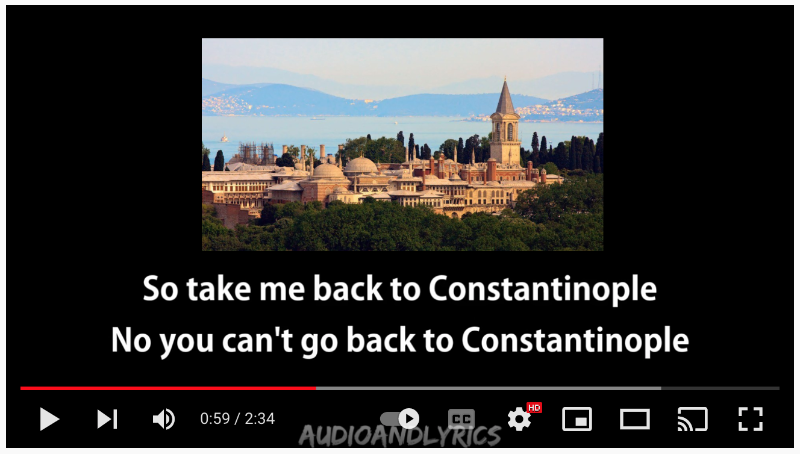 So take me back to Constantinople
No you can't go back to Constantinople
0:59 / 2:34
CC
HD
AUDIOANDLYRICS